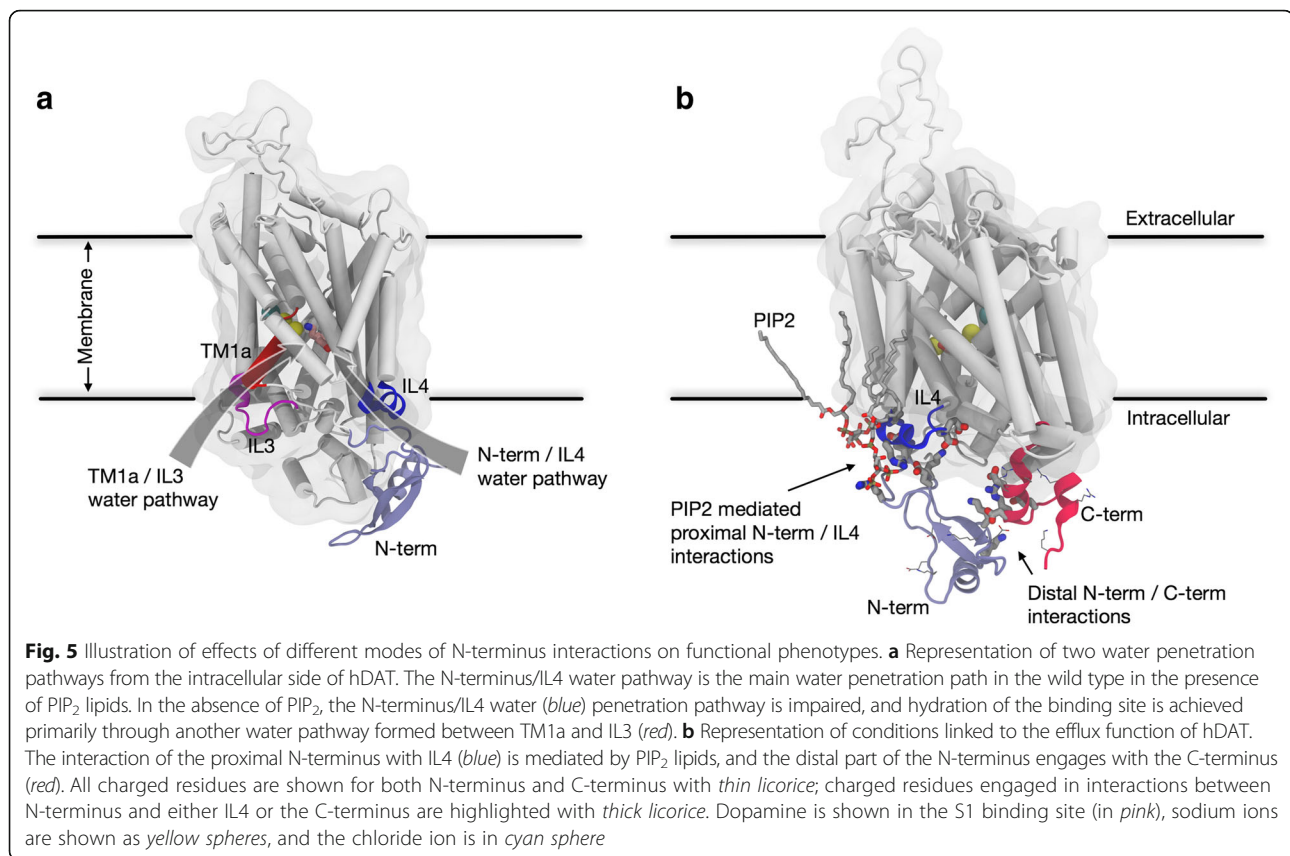 a
b
Extracellular
Membrane
PIP2
TM1a
IL4
IL4
Intracellular
IL3
TM1a / IL3
water pathway
N-term / IL4
water pathway
N-term
PIP2 mediated
proximal N-term / IL4
interactions
C-term
N-term
Distal N-term / C-term
interactions
Fig. 5 Illustration of effects of different modes of N-terminus interactions on functional phenotypes. a Representation of two water penetration
pathways from the intracellular side of hDAT. The N-terminus/IL4 water pathway is the main water penetration path in the wild type in the presence
of PIP₂ lipids. In the absence of PIP₂, the N-terminus/IL4 water (blue) penetration pathway is impaired, and hydration of the binding site is achieved
primarily through another water pathway formed between TM1a and IL3 (red). b Representation of conditions linked to the efflux function of hDAT.
The interaction of the proximal N-terminus with IL4 (blue) is mediated by PIP₂ lipids, and the distal part of the N-terminus engages with the C-terminus
(red). All charged residues are shown for both N-terminus and C-terminus with thin licorice; charged residues engaged in interactions between
N-terminus and either IL4 or the C-terminus are highlighted with thick licorice. Dopamine is shown in the S1 binding site (in pink), sodium ions
are shown as yellow spheres, and the chloride ion is in cyan sphere